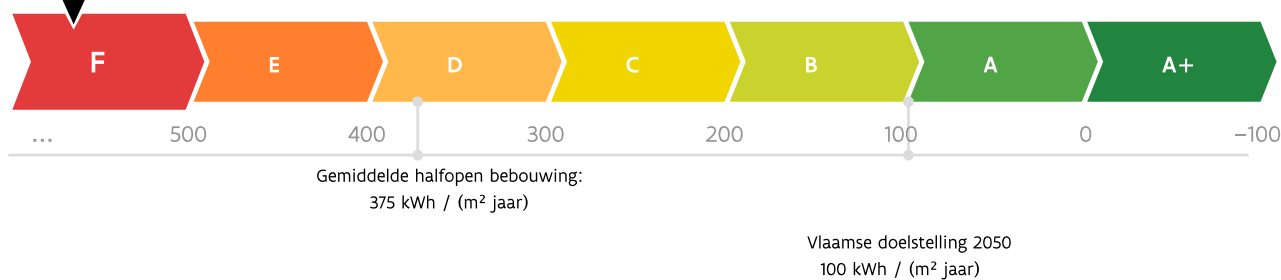 F E D C B A A+
... 500 400 300 200 100 0 –100
Gemiddelde halfopen bebouwing:
375 kWh / (m² jaar)
Vlaamse doelstelling 2050
100 kWh / (m² jaar)